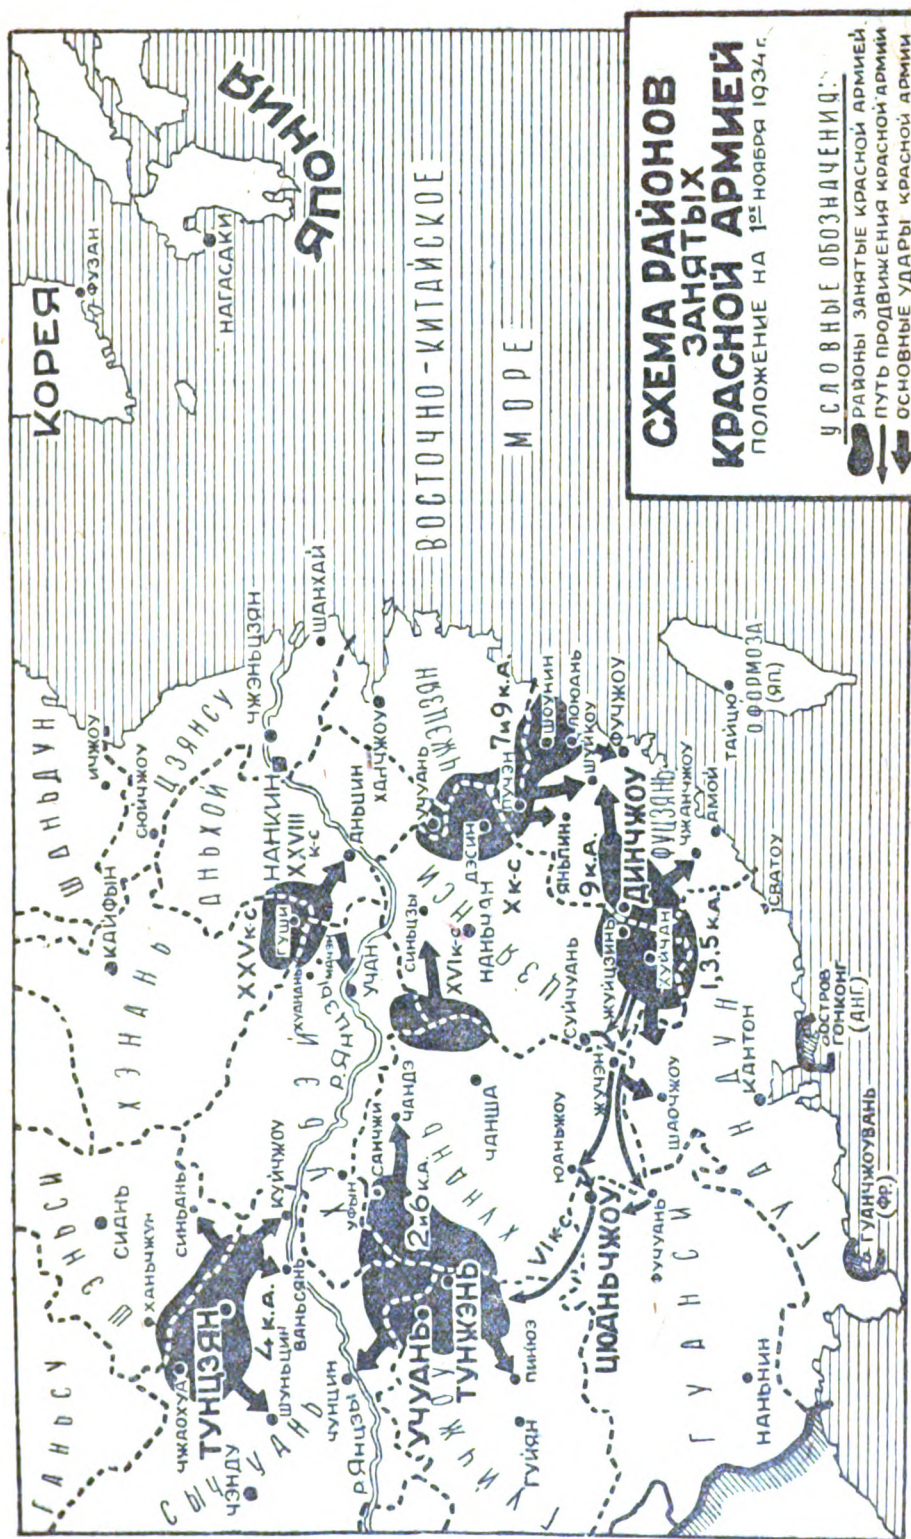 СХЕМА РАЙОНОВ
ЗАНЯТЫХ
КРАСНОЙ АРМИЕЙ
ПОЛОЖЕНИЕ НА 1ое НОЯБРЯ 1934 г.
УСЛОВНЫЕ ОБОЗНАЧЕНИЯ:
РАЙОНЫ ЗАНЯТЫЕ КРАСНОЙ АРМИЕЙ
ПУТЬ ПРОДВИЖЕНИЯ КРАСНОЙ АРМИИ
ОСНОВНЫЕ УДАРЫ КРАСНОЙ АРМИИ
КОРЕЯ
ФУЗАН
НАГАСАКИ
ЯПОНИЯ
ВОСТОЧНО-КИТАЙСКОЕ
МОРЕ
ГАНЬСУ
ШЭНЬСИ
ХЭНАНЬ
ШАНЬДУН
ИЧЖОУ
СЮЙЧЖОУ
КАЙФЫН
ЦЗЯНСУ
АНЬХОЙ
ЧЖЭНЬЦЗЯН
ШАНХАЙ
НАНКИН
XXVIII
К-С
XXV К-С
ГУШИ
АНЬЦИН
ХАНЧЖОУ
УЧАН
ХУБЭЙ
Р. ЯНЦЗЫ
СИАНЬ
ХАНЬЧЖУН
СИНЬАНЬ
КУЙЧЖОУ
ЧЖАОХУА
ТУНЦЗЯН
4 К.А.
ШУНЬЦИН
ВАНЬСЯНЬ
ЧЭНДУ
СЫЧУАНЬ
ЧУНЦИН
Р. ЯНЦЗЫ
УФЫН
САНЧЖИ
ЧАНДЭ
2 И 6 К.А.
УЧУАНЬ
ТУНЖЭНЬ
ХУНАНЬ
ЧАНША
СИНЬЦЗЫ
XVI К-С
НАНЬЧАН
ЦЗЯНСИ
УЧУАНЬ
ЧЖЕЦЗЯН
ДЭСИН
X К-С
ПУЧЭН
7 И 9 К.А.
ШОУНИН
ЛОЮАНЬ
ШУЙКОУ
ФУЧЖОУ
ЯНЬПИН
9 К.А.
ДИНЧЖОУ
ФУЦЗЯНЬ
ЧЖАНЧЖОУ
АМОЙ
СВАТОУ
ТАЙЦЮ
ФОРМОЗА
(ЯП.)
СУЙЧУАНЬ
ЖУЙЦЗИНЬ
ХУЙЧАН
1,3,5 К.А.
ЖУЧЭН
ШАОЧЖОУ
ЮАНЬЖОУ
VI К-С
ЦЮАНЬЧЖОУ
ФУЧУАНЬ
ПИНЮЭ
ГУЙЯН
ГУЙЧЖОУ
ГУАНСИ
ГУАНДУН
НАНЬНИН
КАНТОН
ОСТРОВ
ГОНКОНГ
(АНГ.)
ГУАНЧЖОУВАНЬ
(ФР.)